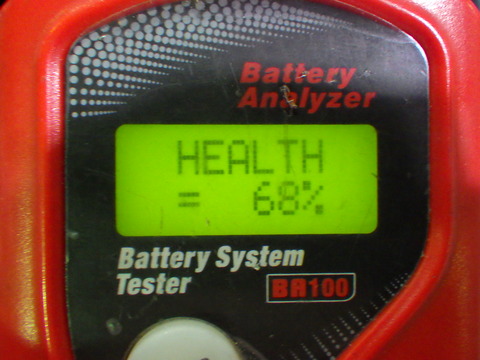 Battery
Analyzer
HEALTH
= 68%
Battery System
Tester
BA100